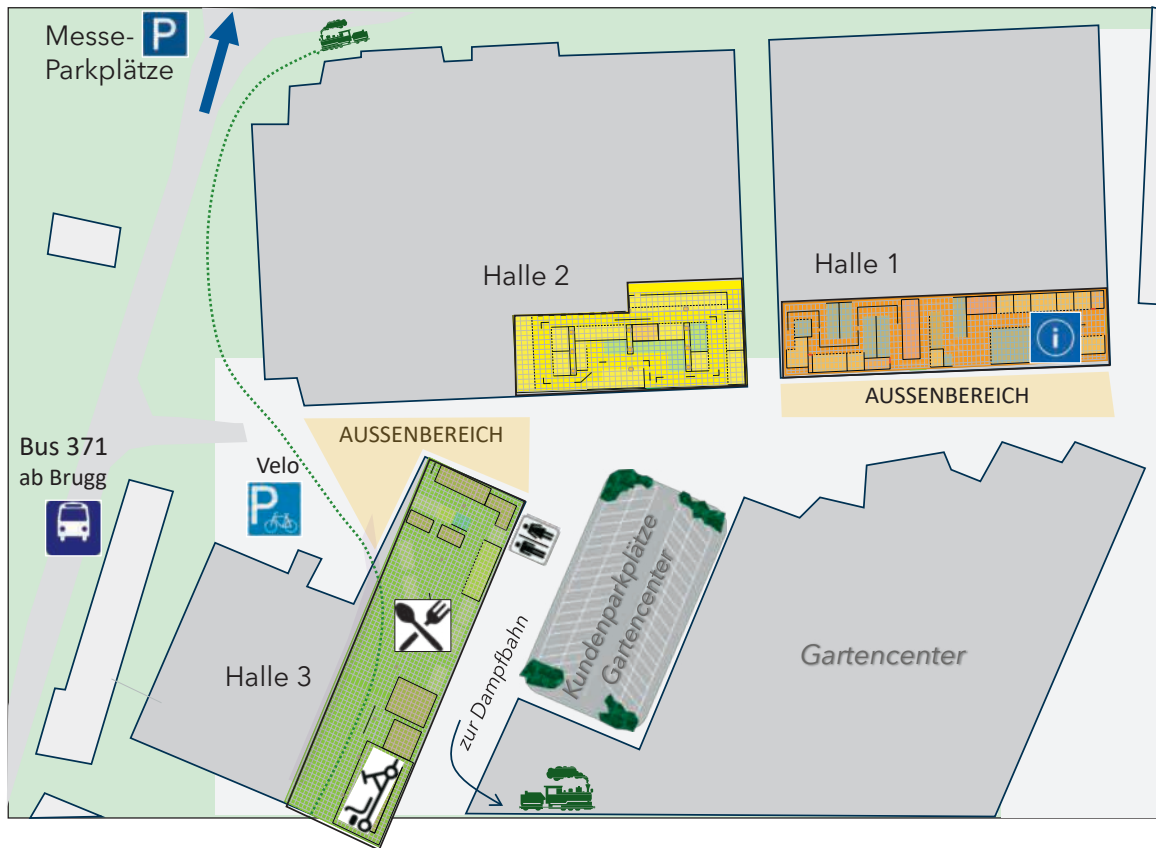 Messe-
Parkplätze
P
Halle 2
Halle 1
i
AUSSENBEREICH
AUSSENBEREICH
Bus 371
ab Brugg
Velo
P
Kundenparkplätze
Gartencenter
zur Dampfbahn
Halle 3
Gartencenter